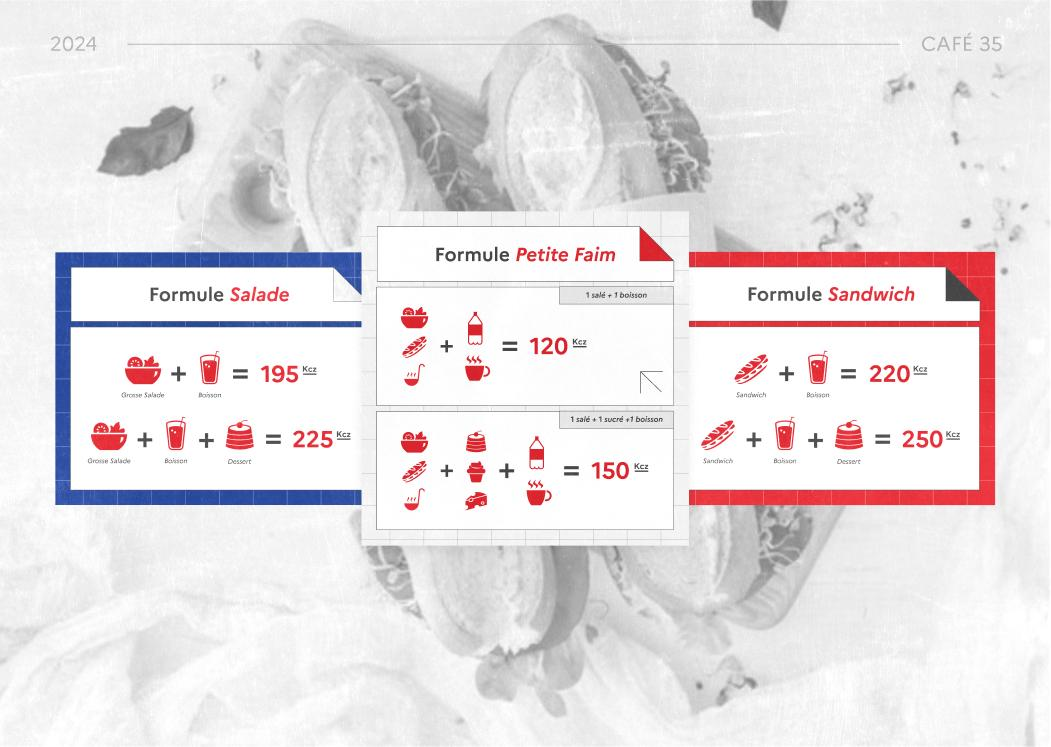 2024
CAFÉ 35
Formule Salade
+ = 195 Kcz
Grosse Salade Boisson
+ + = 225 Kcz
Grosse Salade Boisson Dessert
Formule Petite Faim
1 salé + 1 boisson
+ = 120 Kcz
1 salé + 1 sucré +1 boisson
+ + = 150 Kcz
Formule Sandwich
+ = 220 Kcz
Sandwich Boisson
+ + = 250 Kcz
Sandwich Boisson Dessert